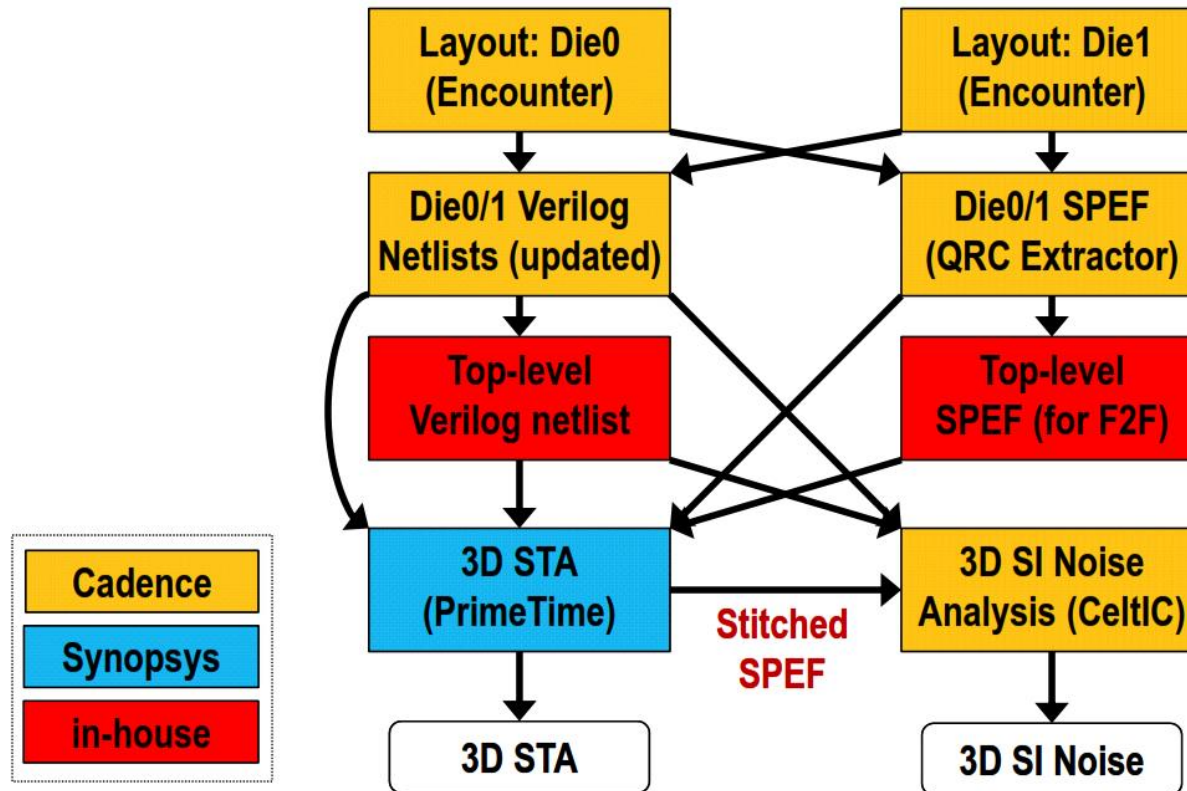 Layout: Die0
(Encounter)
Layout: Die1
(Encounter)
Die0/1 Verilog
Netlists (updated)
Die0/1 SPEF
(QRC Extractor)
Top-level
Verilog netlist
Top-level
SPEF (for F2F)
3D STA
(PrimeTime)
Stitched
SPEF
3D SI Noise
Analysis (CeltIC)
Cadence
Synopsys
in-house
3D STA
3D SI Noise